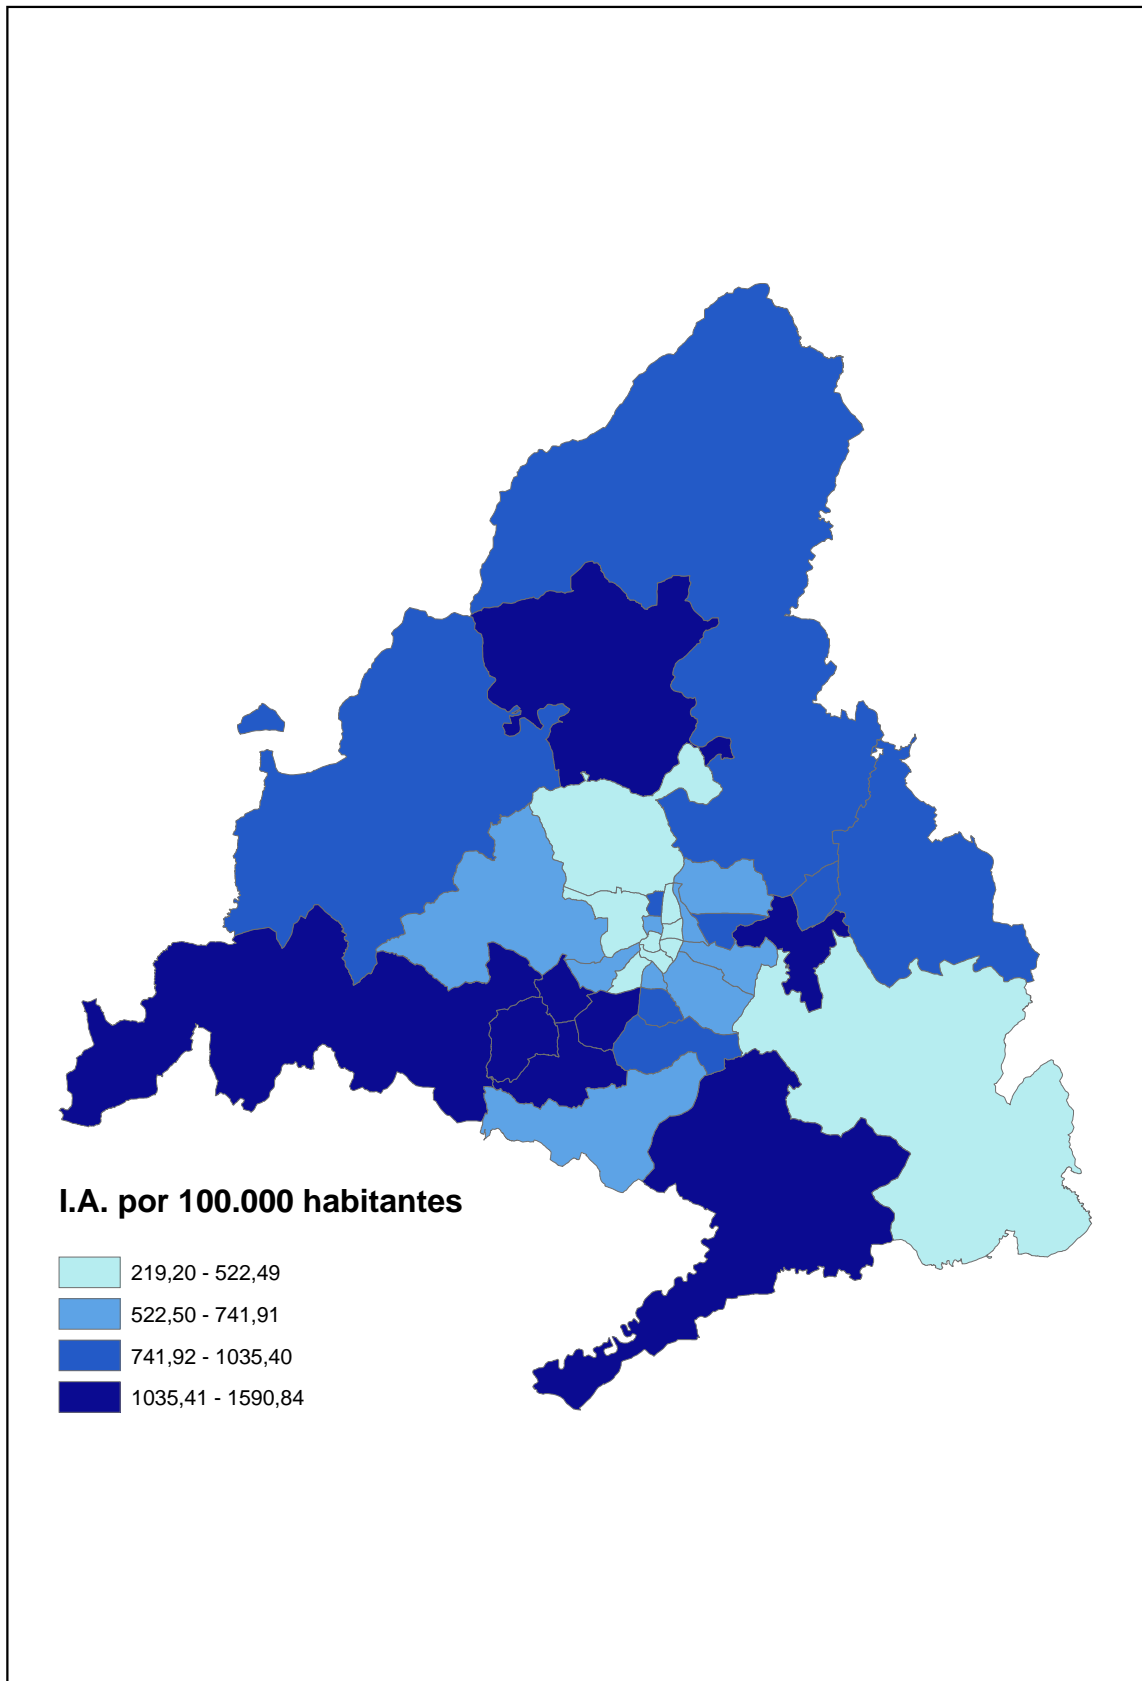 I.A. por 100.000 habitantes
219,20 - 522,49
522,50 - 741,91
741,92 - 1035,40
1035,41 - 1590,84